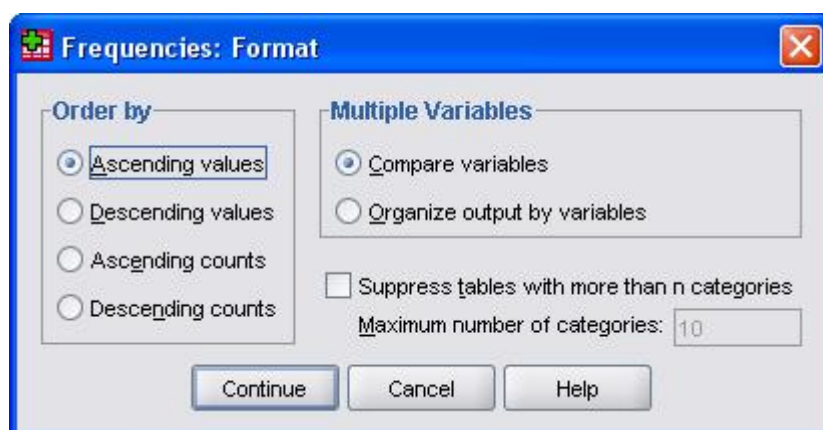 Frequencies: Format
Order by
Ascending values
Descending values
Ascending counts
Descending counts
Multiple Variables
Compare variables
Organize output by variables
Suppress tables with more than n categories
Maximum number of categories: 10
Continue Cancel Help